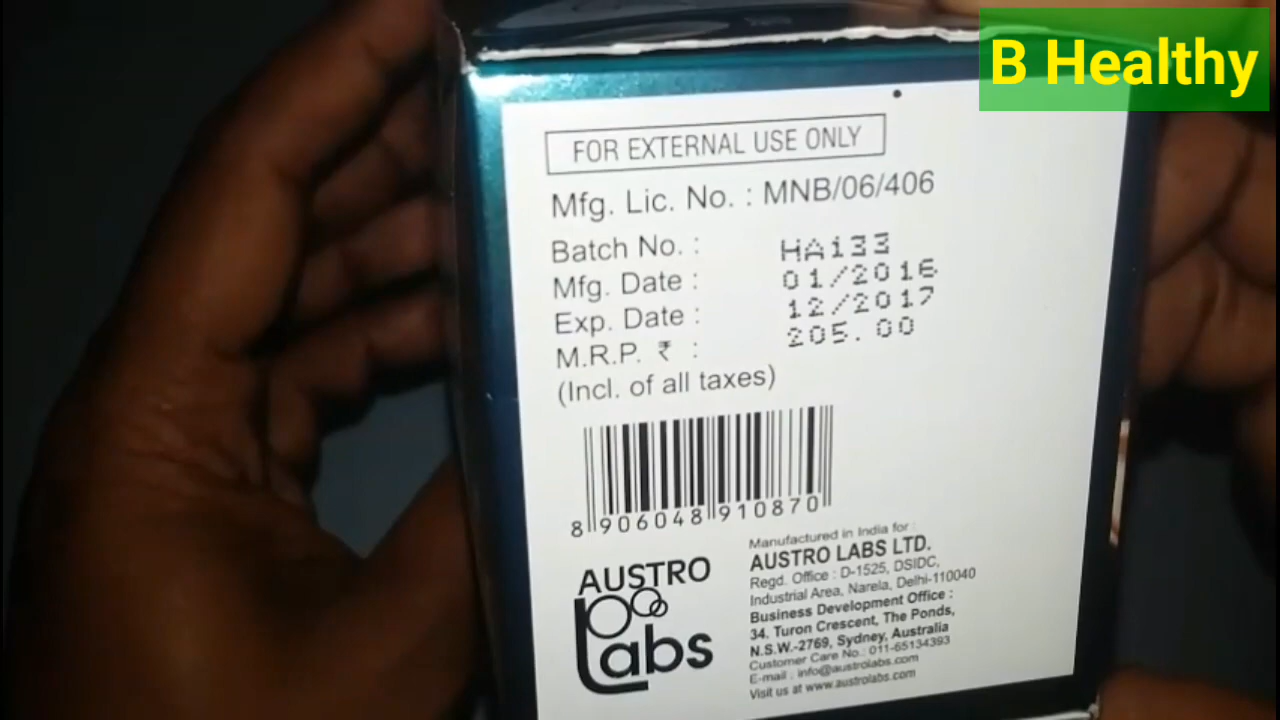 B Healthy
FOR EXTERNAL USE ONLY
Mfg. Lic. No. : MNB/06/406
Batch No. : HAi33
Mfg. Date : 01/2016
Exp. Date : 12/2017
M.R.P. ₹ : 205.00
(Incl. of all taxes)
8 906048 910870
AUSTRO
Labs
Manufactured in India for :
AUSTRO LABS LTD.
Regd. Office : D-1525, DSIDC,
Industrial Area, Narela, Delhi-110040
Business Development Office :
34. Turon Crescent, The Ponds,
N.S.W.-2769, Sydney, Australia
Customer Care No.: 011-65134393
E-mail : info@austrolabs.com
Visit us at www.austrolabs.com